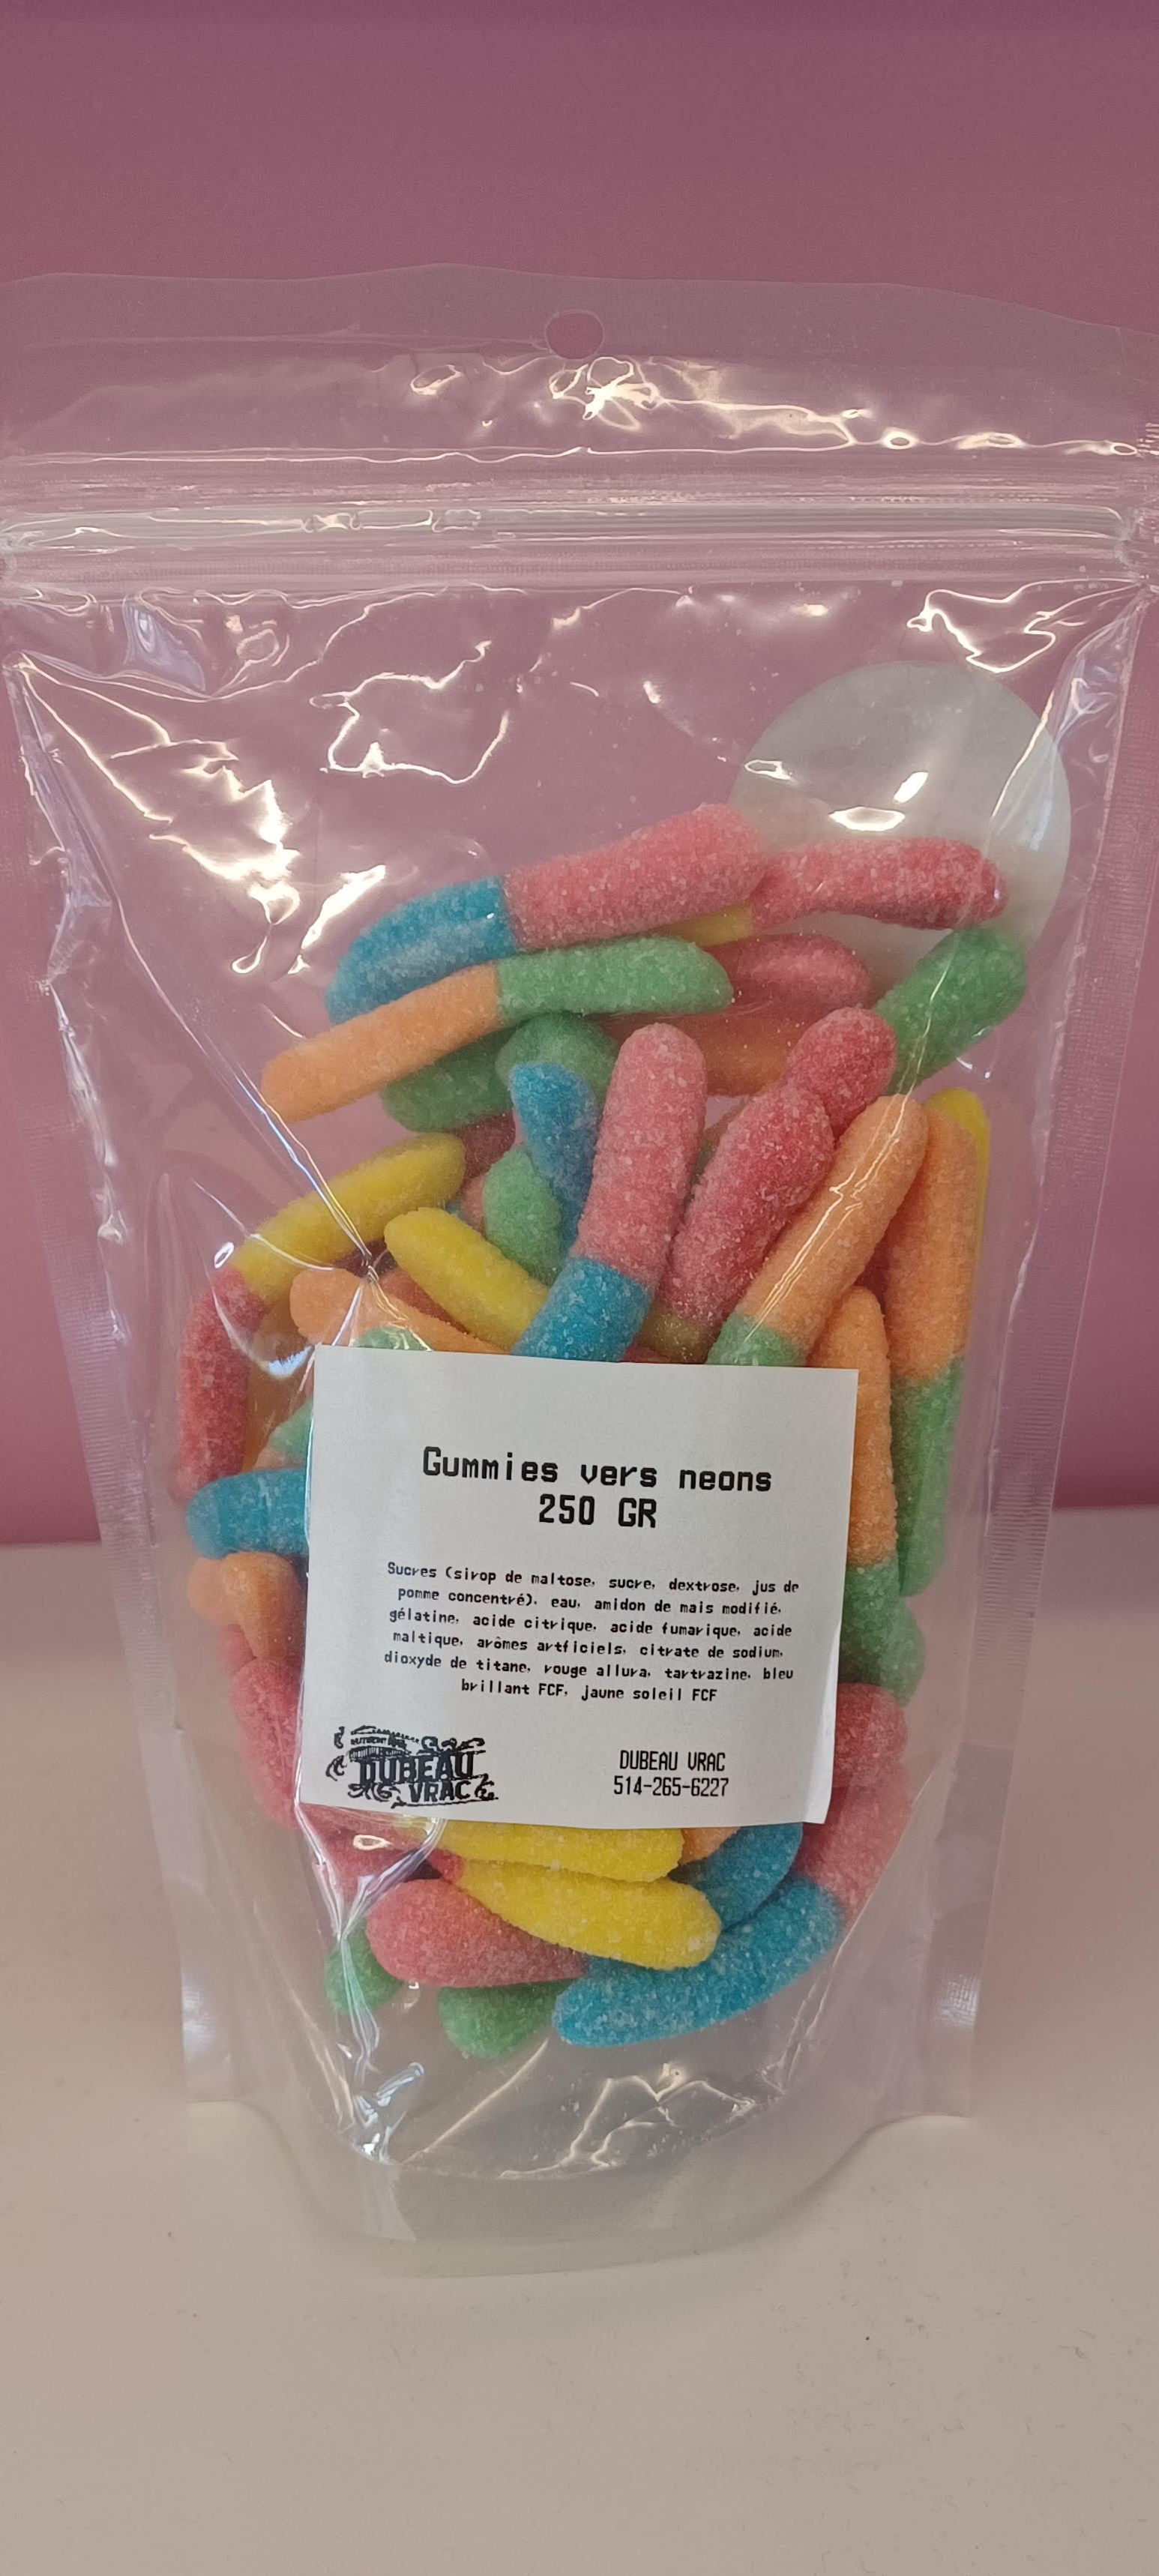 Gummies vers neons
250 GR
Sucres (sirop de maltose, sucre, dextrose, jus de
pomme concentré), eau, amidon de mais modifié,
gélatine, acide citrique, acide fumarique, acide
maltique, arômes artficiels, citrate de sodium,
dioxyde de titane, rouge allura, tartrazine, bleu
brillant FCF, jaune soleil FCF
DUBEAU
VRAC
DUBEAU VRAC
514-265-6227